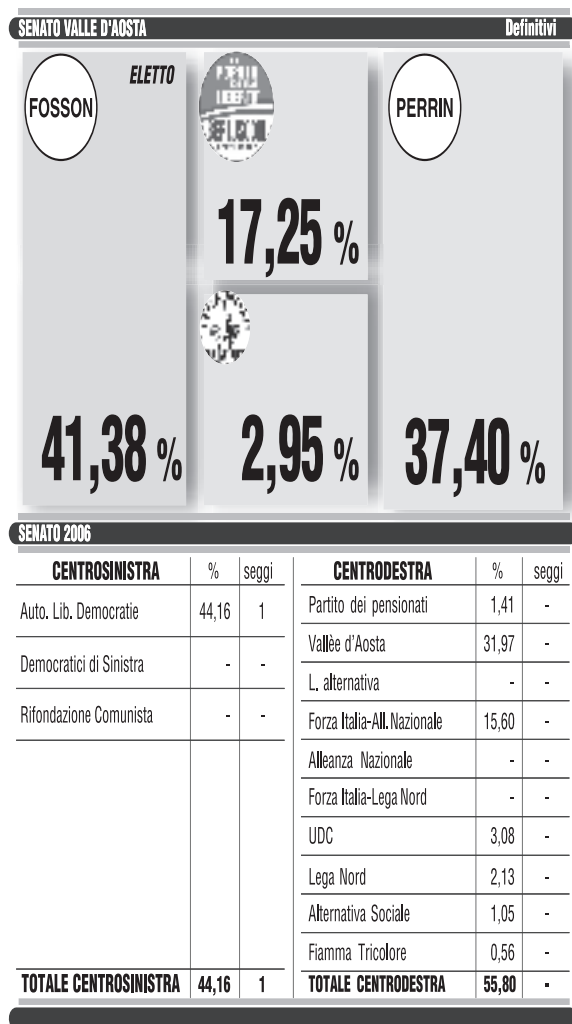 SENATO VALLE D'AOSTA Definitivi
FOSSON ELETTO
41,38 %
17,25 %
2,95 %
PERRIN
37,40 %
SENATO 2006
CENTROSINISTRA % seggi
Auto. Lib. Democratie 44,16 1
Democratici di Sinistra - -
Rifondazione Comunista - -
TOTALE CENTROSINISTRA 44,16 1
CENTRODESTRA % seggi
Partito dei pensionati 1,41 -
Vallèe d'Aosta 31,97 -
L. alternativa - -
Forza Italia-All.Nazionale 15,60 -
Alleanza Nazionale - -
Forza Italia-Lega Nord - -
UDC 3,08 -
Lega Nord 2,13 -
Alternativa Sociale 1,05 -
Fiamma Tricolore 0,56 -
TOTALE CENTRODESTRA 55,80 -